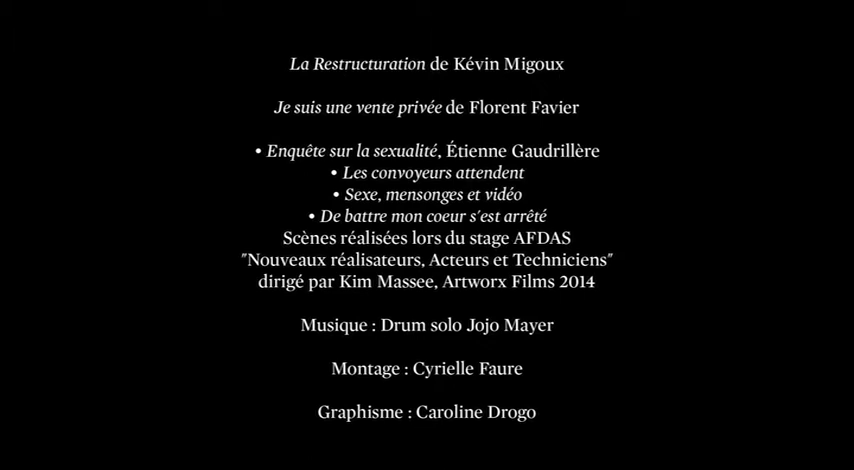 La Restructuration de Kévin Migoux
Je suis une vente privée de Florent Favier
• Enquête sur la sexualité, Étienne Gaudrillère
• Les convoyeurs attendent
• Sexe, mensonges et vidéo
• De battre mon coeur s'est arrêté
Scènes réalisées lors du stage AFDAS
"Nouveaux réalisateurs, Acteurs et Techniciens"
dirigé par Kim Massee, Artworx Films 2014
Musique : Drum solo Jojo Mayer
Montage : Cyrielle Faure
Graphisme : Caroline Drogo